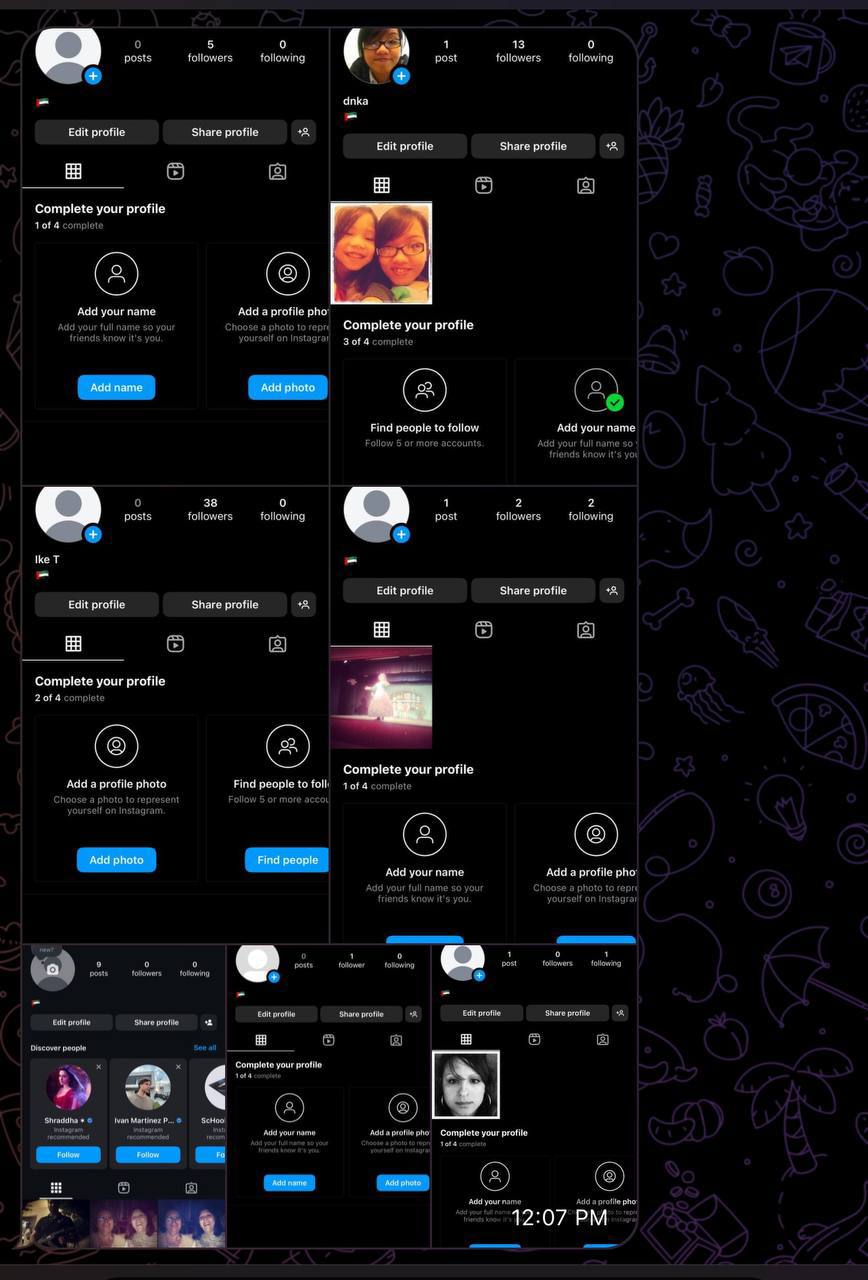 0
posts
5
followers
0
following
Edit profile
Share profile
Complete your profile
1 of 4 complete
Add your name
Add your full name so your
friends know it's you.
Add name
Add a profile phot
Choose a photo to repre
yourself on Instagram
Add photo
1
post
13
followers
0
following
dnka
Edit profile
Share profile
Complete your profile
3 of 4 complete
Find people to follow
Follow 5 or more accounts.
Add your name
Add your full name so y
friends know it's you
0
posts
38
followers
0
following
Ike T
Edit profile
Share profile
Complete your profile
2 of 4 complete
Add a profile photo
Choose a photo to represent
yourself on Instagram.
Add photo
Find people to follo
Follow 5 or more accou
Find people
1
post
2
followers
2
following
Edit profile
Share profile
Complete your profile
1 of 4 complete
Add your name
Add your full name so your
friends know it's you.
Add a profile phot
Choose a photo to repre
yourself on Instagram
new?
9
posts
0
followers
0
following
Edit profile
Share profile
Discover people
See all
Shraddha
Instagram
recommended
Follow
Ivan Martinez P...
Instagram
recommended
Follow
ScHoo
Insta
recom
Fo
0
posts
1
follower
0
following
Edit profile
Share profile
Complete your profile
1 of 4 complete
Add your name
Add your full name so your
friends know it's you.
Add name
Add a profile phot
Choose a photo to repre
yourself on Instagram
Add photo
1
post
0
followers
1
following
Edit profile
Share profile
Complete your profile
1 of 4 complete
Add your name
Add your full name
friends know it's
Add a profile phot
12:07 PM